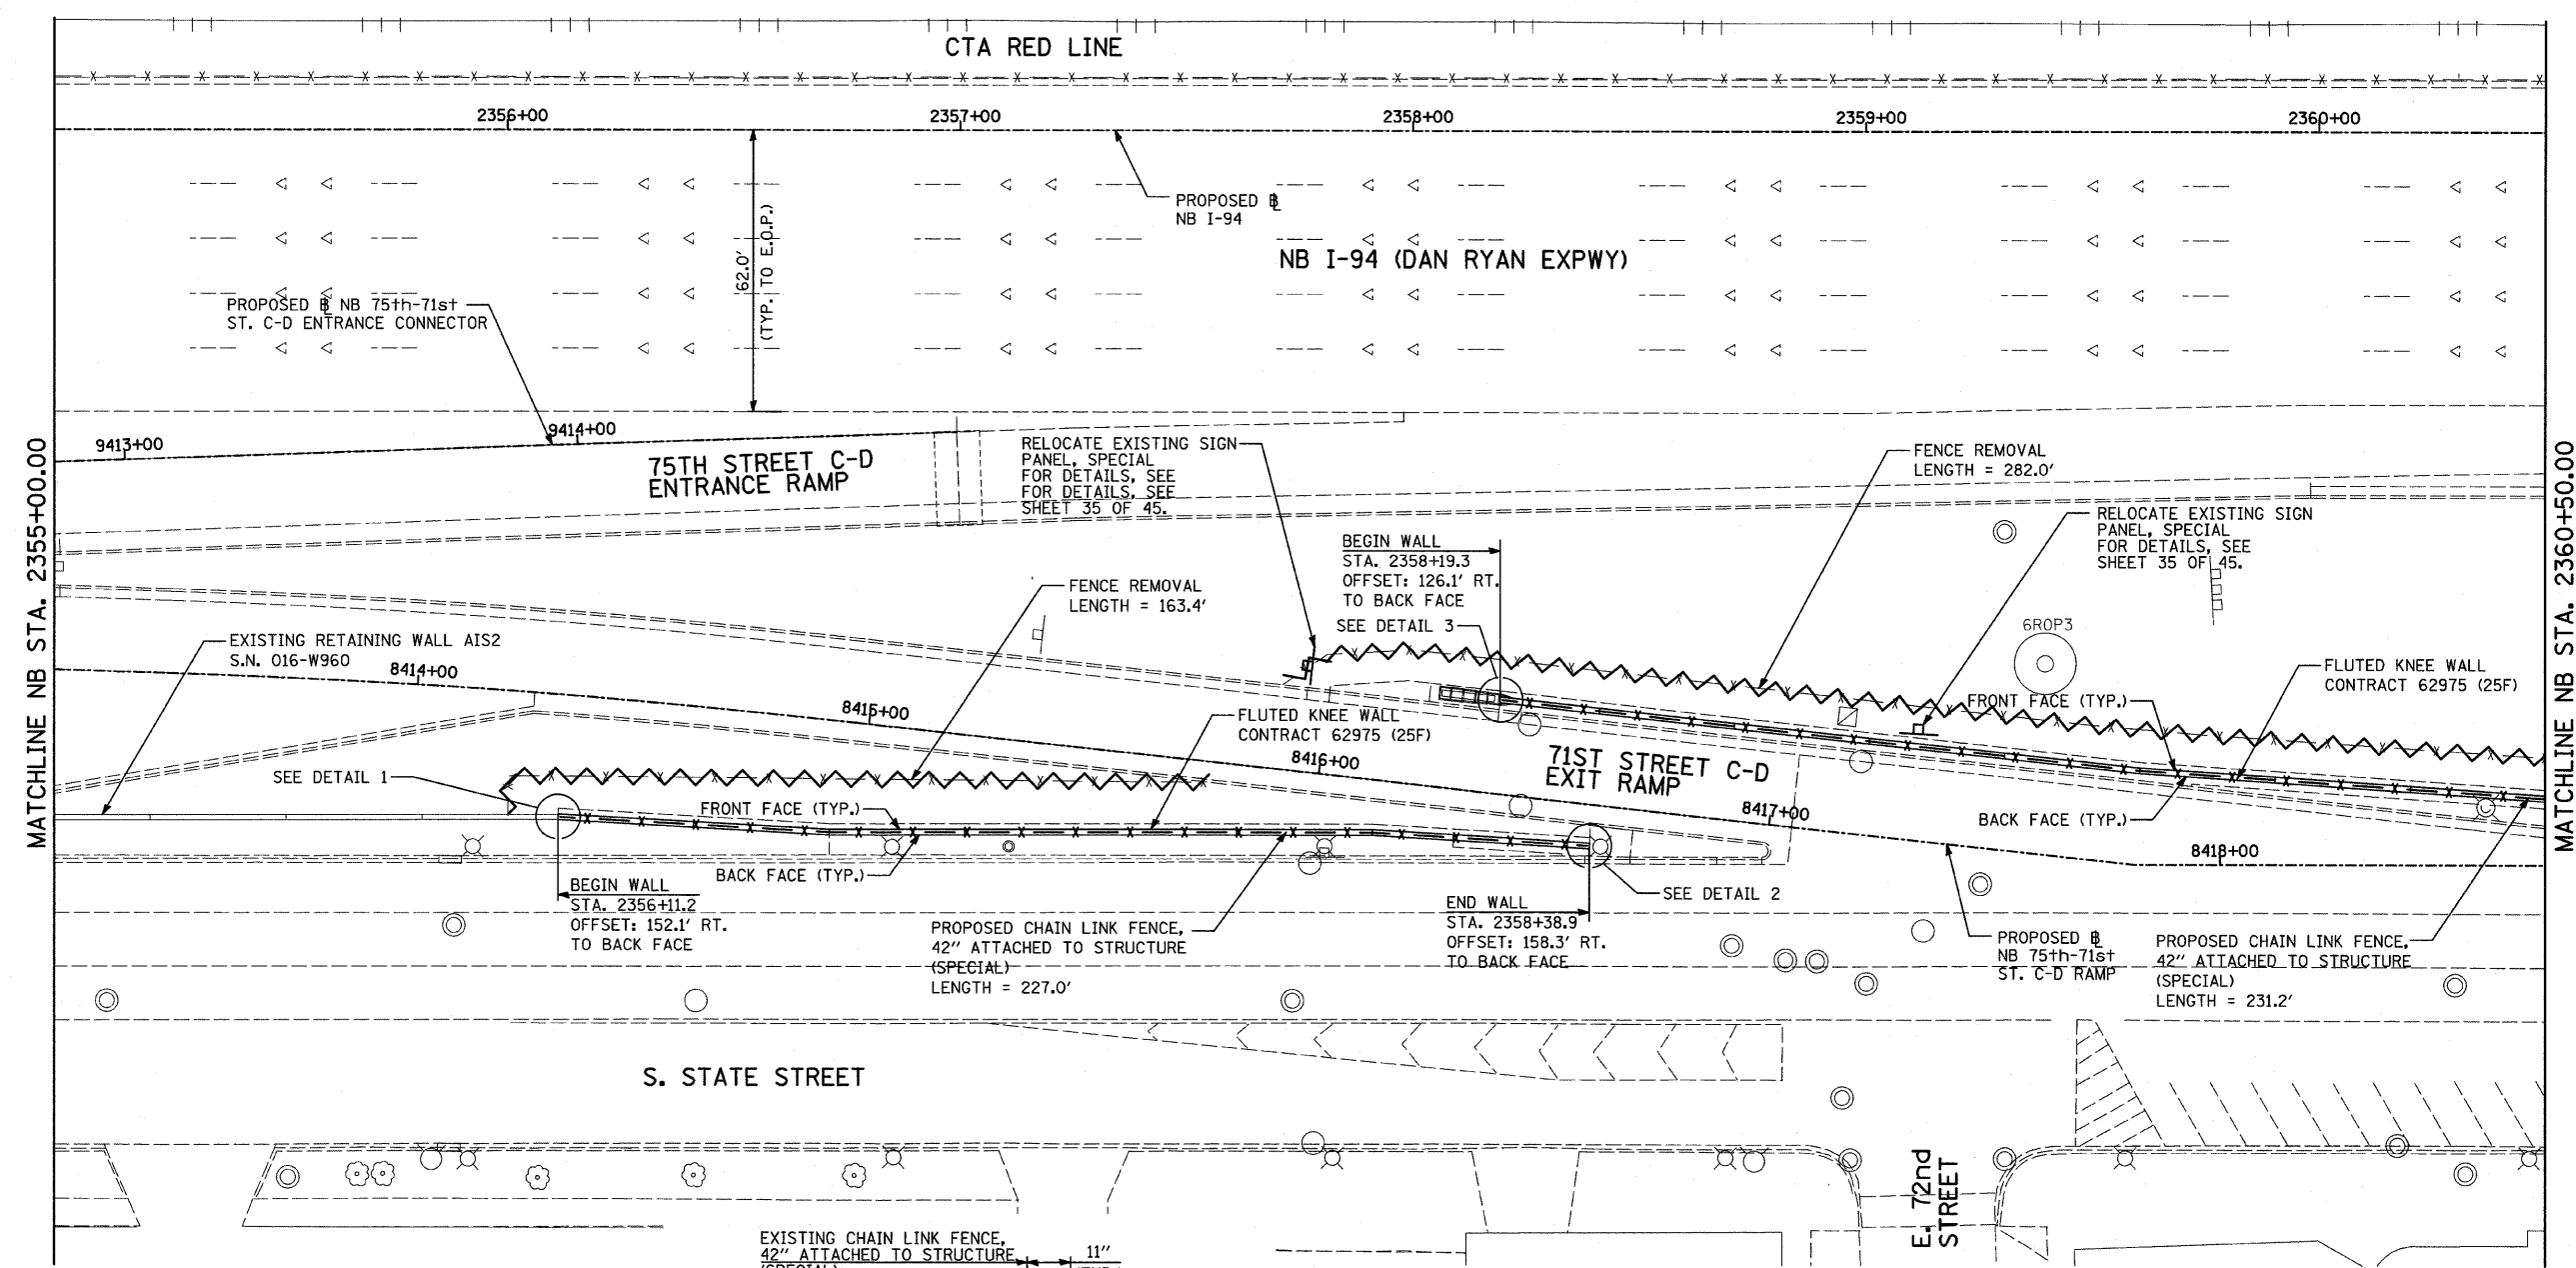 CTA RED LINE
2356+00
2357+00
2358+00
2359+00
2360+00
PROPOSED ℄
NB I-94
NB I-94 (DAN RYAN EXPWY)
62.0'
(TYP. TO E.O.P.)
PROPOSED ℄ NB 75th-71st
ST. C-D ENTRANCE CONNECTOR
9413+00
9414+00
75TH STREET C-D
ENTRANCE RAMP
RELOCATE EXISTING SIGN
PANEL, SPECIAL
FOR DETAILS, SEE
FOR DETAILS, SEE
SHEET 35 OF 45.
FENCE REMOVAL
LENGTH = 282.0'
RELOCATE EXISTING SIGN
PANEL, SPECIAL
FOR DETAILS, SEE
SHEET 35 OF 45.
BEGIN WALL
STA. 2358+19.3
OFFSET: 126.1' RT.
TO BACK FACE
SEE DETAIL 3
FENCE REMOVAL
LENGTH = 163.4'
MATCHLINE NB STA. 2355+00.00
MATCHLINE NB STA. 2360+50.00
EXISTING RETAINING WALL AIS2
S.N. 016-W960
8414+00
8415+00
8416+00
8417+00
8418+00
6ROP3
FLUTED KNEE WALL
CONTRACT 62975 (25F)
FRONT FACE (TYP.)
FLUTED KNEE WALL
CONTRACT 62975 (25F)
71ST STREET C-D
EXIT RAMP
SEE DETAIL 1
FRONT FACE (TYP.)
BACK FACE (TYP.)
BACK FACE (TYP.)
BEGIN WALL
STA. 2356+11.2
OFFSET: 152.1' RT.
TO BACK FACE
SEE DETAIL 2
END WALL
STA. 2358+38.9
OFFSET: 158.3' RT.
TO BACK FACE
PROPOSED CHAIN LINK FENCE,
42" ATTACHED TO STRUCTURE
(SPECIAL)
LENGTH = 227.0'
PROPOSED ℄
NB 75th-71st
ST. C-D RAMP
PROPOSED CHAIN LINK FENCE,
42" ATTACHED TO STRUCTURE
(SPECIAL)
LENGTH = 231.2'
S. STATE STREET
E. 72nd
STREET
EXISTING CHAIN LINK FENCE,
42" ATTACHED TO STRUCTURE
11"